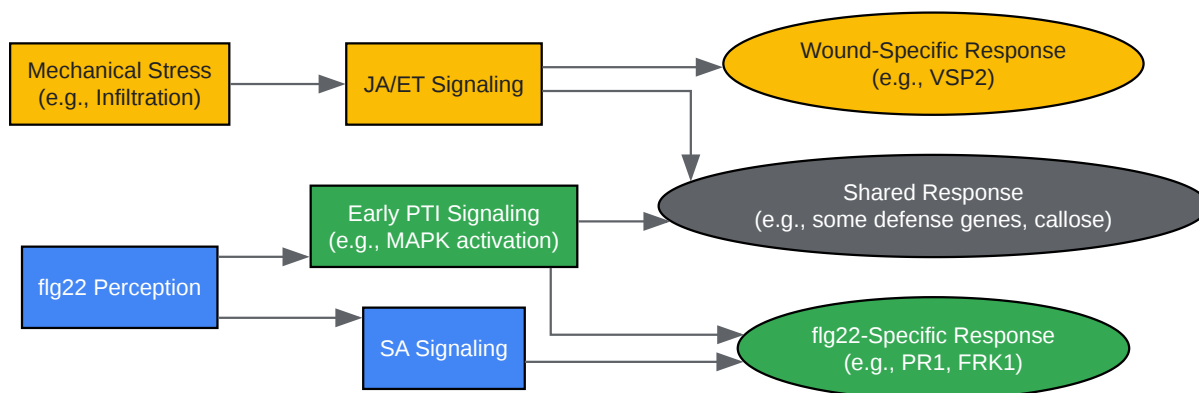 Mechanical Stress
(e.g., Infiltration)
JA/ET Signaling
Wound-Specific Response
(e.g., VSP2)
Shared Response
(e.g., some defense genes, callose)
Early PTI Signaling
(e.g., MAPK activation)
flg22 Perception
SA Signaling
flg22-Specific Response
(e.g., PR1, FRK1)